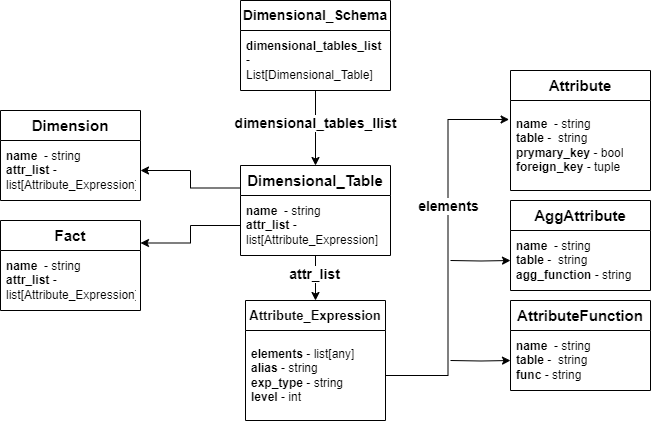 Dimensional_Schema
dimensional_tables_list
-
List[Dimensional_Table]
dimensional_tables_llist
Dimension
name - string
attr_list -
list[Attribute_Expression]
Dimensional_Table
name - string
attr_list -
list[Attribute_Expression]
Fact
name - string
attr_list -
list[Attribute_Expression]
attr_list
Attribute_Expression
elements - list[any]
alias - string
exp_type - string
level - int
elements
Attribute
name - string
table - string
prymary_key - bool
foreign_key - tuple
AggAttribute
name - string
table - string
agg_function - string
AttributeFunction
name - string
table - string
func - string